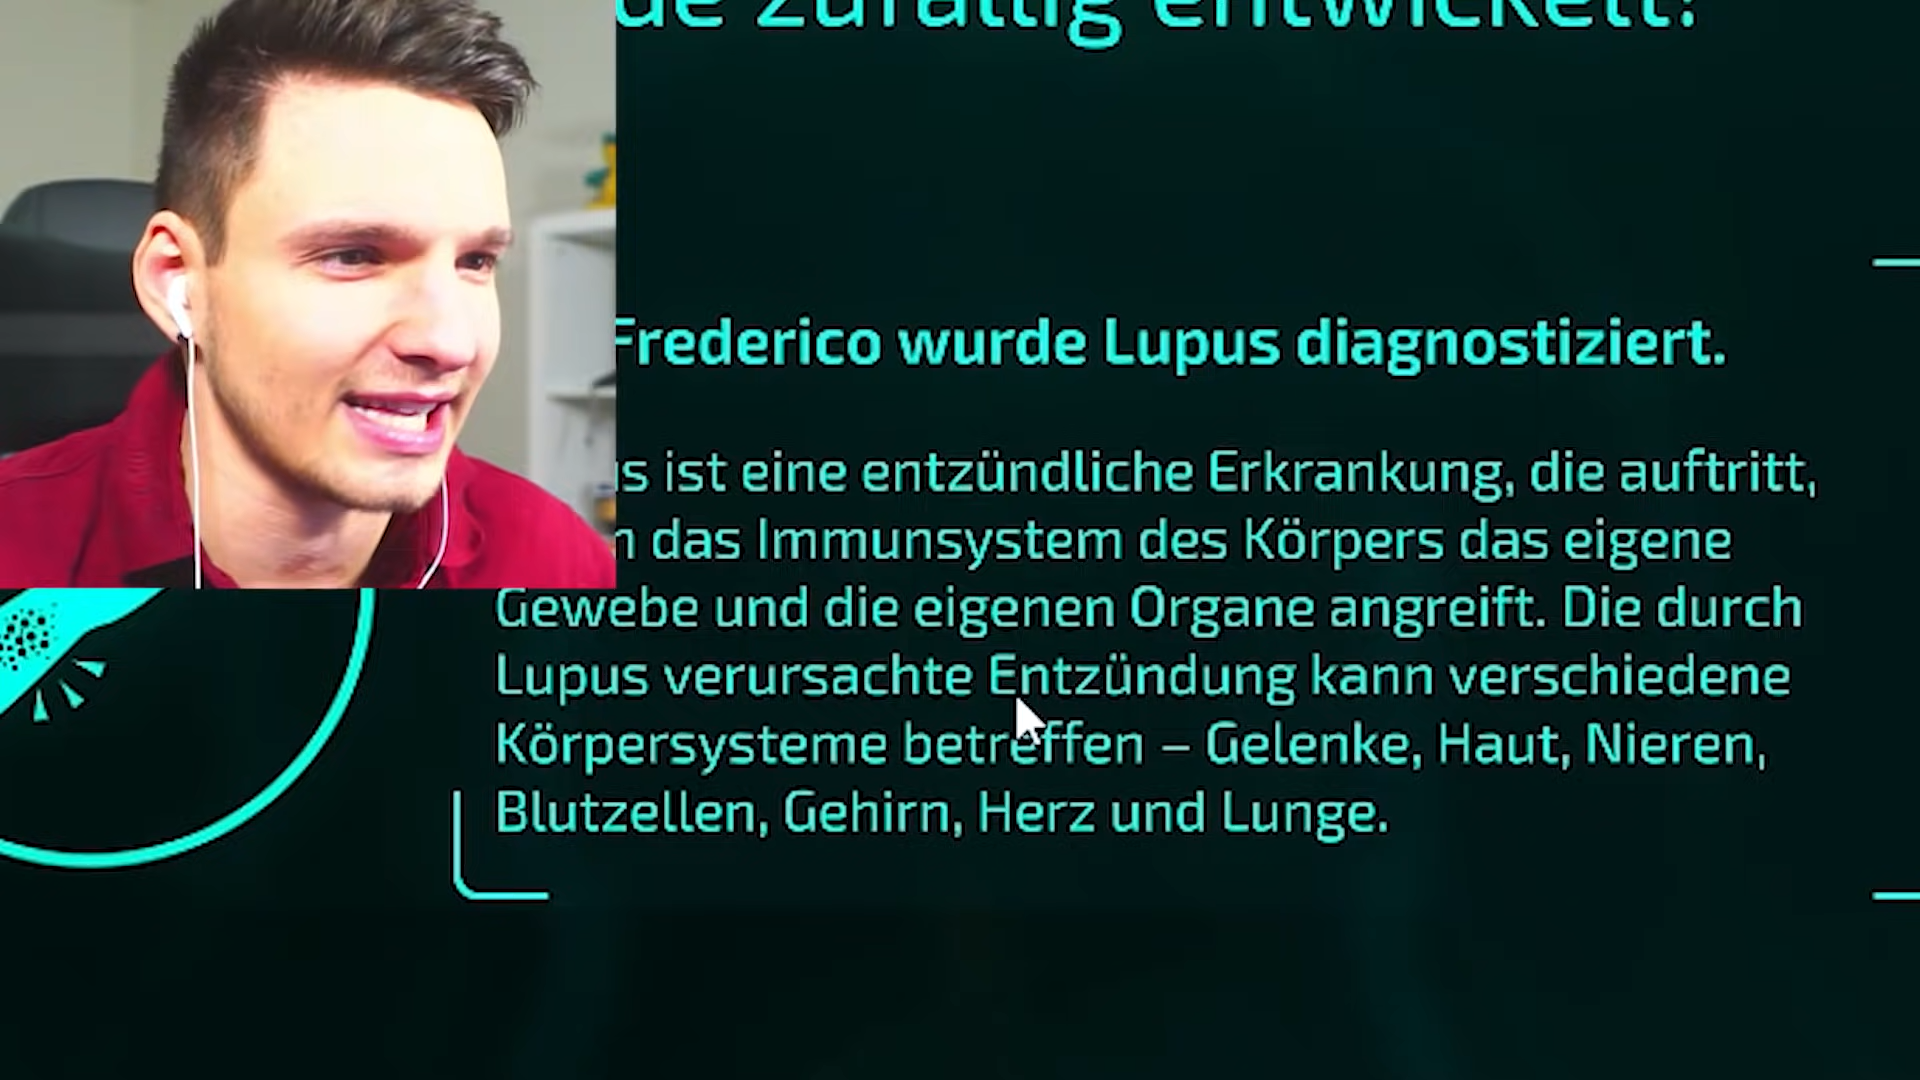 zufällig entwickelt?
Frederico wurde Lupus diagnostiziert.
ist eine entzündliche Erkrankung, die auftritt,
das Immunsystem des Körpers das eigene
Gewebe und die eigenen Organe angreift. Die durch
Lupus verursachte Entzündung kann verschiedene
Körpersysteme betreffen – Gelenke, Haut, Nieren,
Blutzellen, Gehirn, Herz und Lunge.